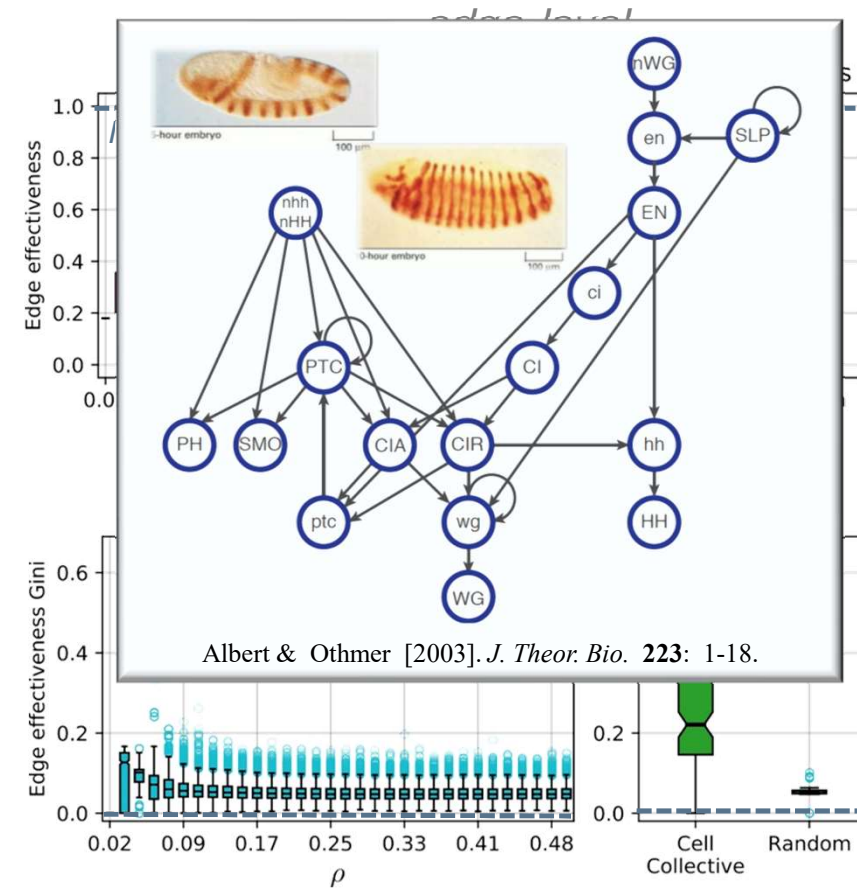 edge-level
s
nWG
en
SLP
EN
-hour embryo
100 µm
nhh
nHH
0-hour embryo
100 µm
ci
PTC
CI
PH
SMO
CIA
CIR
hh
ptc
wg
HH
WG
Albert & Othmer [2003]. J. Theor. Bio. 223: 1-18.
Edge effectiveness
1.0
0.8
0.6
0.4
0.2
0.0
0.0
Edge effectiveness Gini
0.6
0.4
0.2
0.0
0.02
0.09
0.17
0.25
0.33
0.41
0.48
ρ
0.2
0.0
Cell
Collective
Random